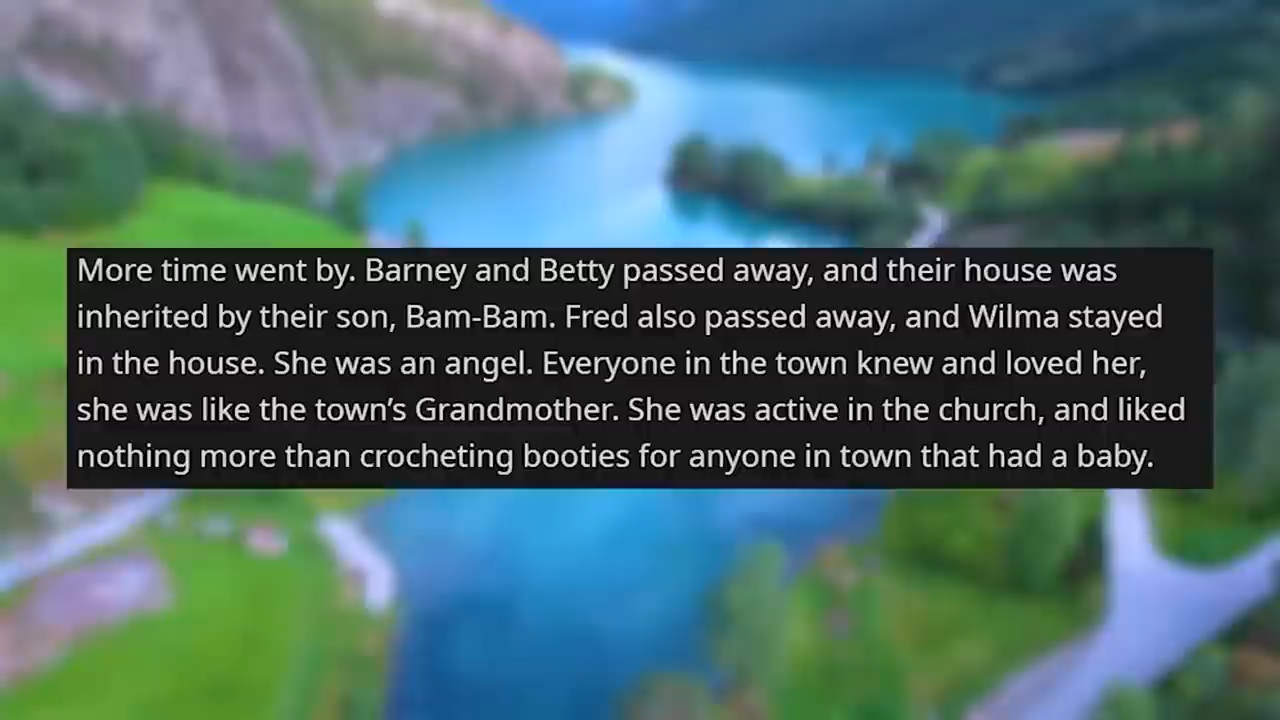 More time went by. Barney and Betty passed away, and their house was
inherited by their son, Bam-Bam. Fred also passed away, and Wilma stayed
in the house. She was an angel. Everyone in the town knew and loved her,
she was like the town’s Grandmother. She was active in the church, and liked
nothing more than crocheting booties for anyone in town that had a baby.